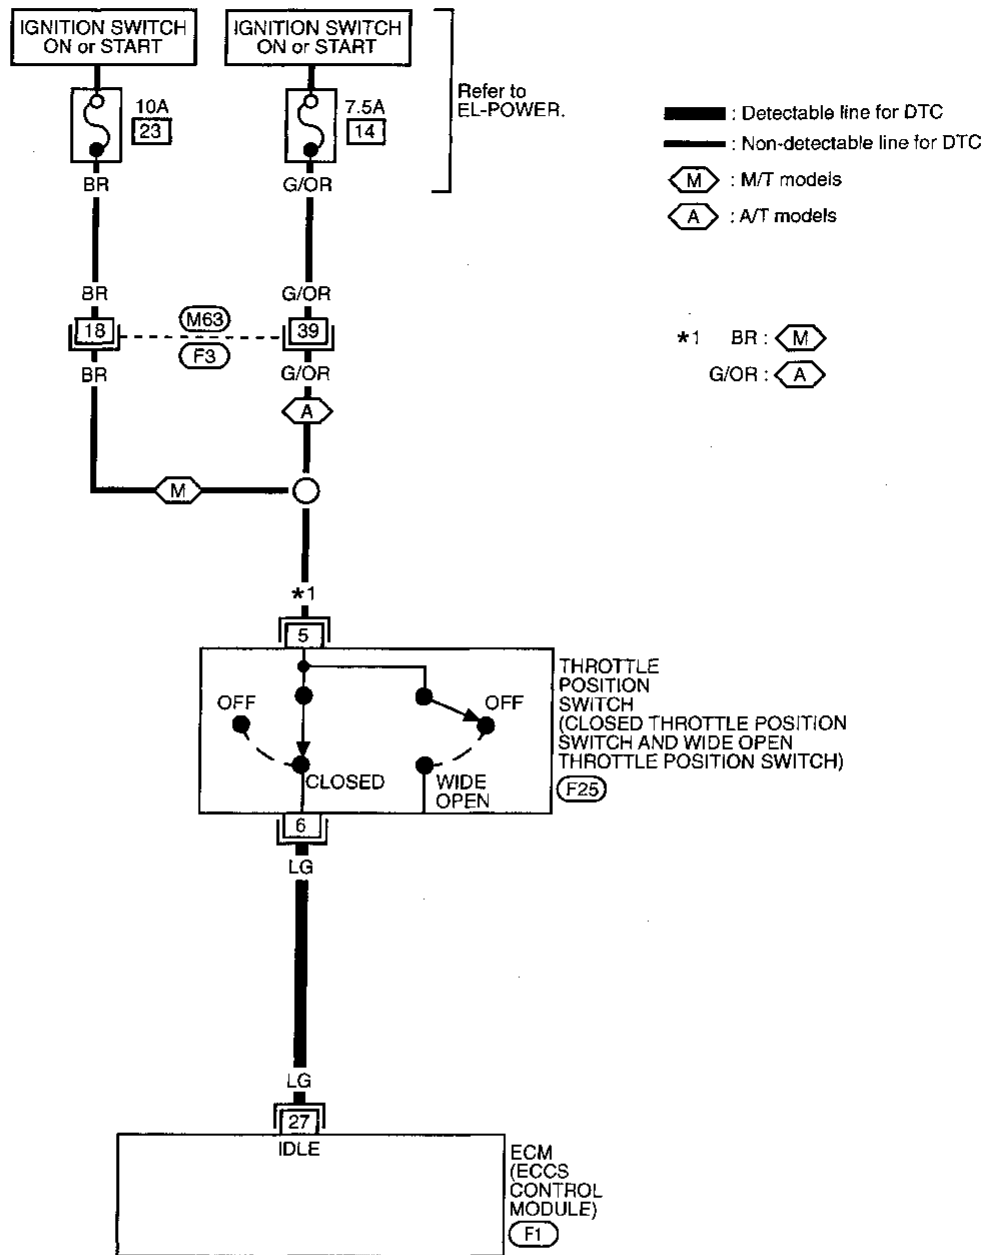 IGNITION SWITCH
ON or START
IGNITION SWITCH
ON or START
Refer to
EL-POWER.
10A
23
7.5A
14
BR
G/OR
: Detectable line for DTC
: Non-detectable line for DTC
M : M/T models
A : A/T models
BR
G/OR
18
M63
39
F3
BR
G/OR
A
*1 BR : M
G/OR : A
M
*1
5
OFF
OFF
CLOSED
WIDE
OPEN
THROTTLE
POSITION
SWITCH
(CLOSED THROTTLE POSITION
SWITCH AND WIDE OPEN
THROTTLE POSITION SWITCH)
F25
6
LG
LG
27
IDLE
ECM
(ECCS
CONTROL
MODULE)
F1